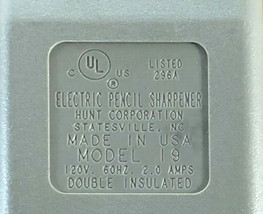 C UL US LISTED
® 296A
ELECTRIC PENCIL SHARPENER
HUNT CORPORATION
STATESVILLE, NC
MADE IN USA
MODEL 19
120V. 60HZ. 2.0 AMPS
DOUBLE INSULATED